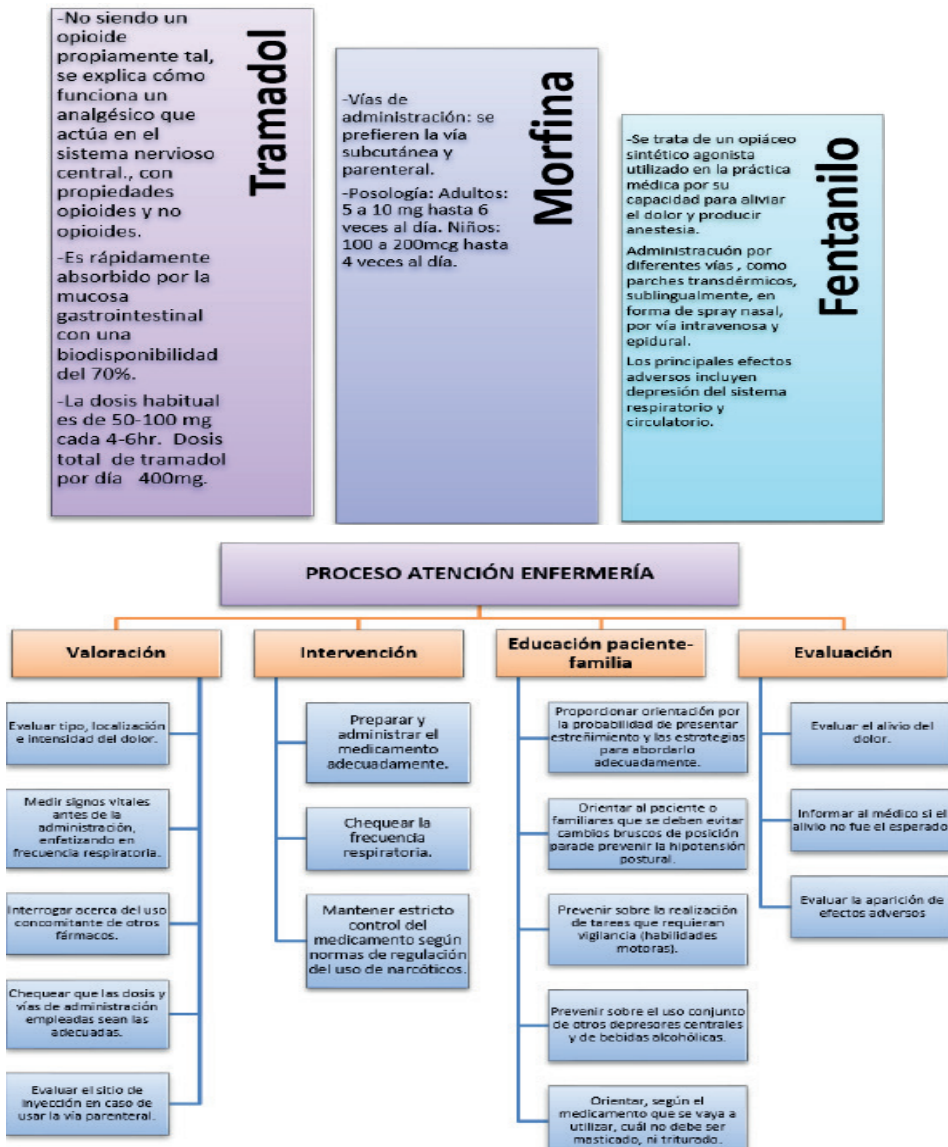 Tramadol
-No siendo un
opioide
propiamente tal,
se explica cómo
funciona un
analgésico que
actúa en el
sistema nervioso
central., con
propiedades
opioides y no
opioides.
-Es rápidamente
absorbido por la
mucosa
gastrointestinal
con una
biodisponibilidad
del 70%.
-La dosis habitual
es de 50-100 mg
cada 4-6hr. Dosis
total de tramadol
por día 400mg.
Morfina
-Vías de
administración: se
prefieren la vía
subcutánea y
parenteral.
-Posología: Adultos:
5 a 10 mg hasta 6
veces al día. Niños:
100 a 200mcg hasta
4 veces al día.
Fentanilo
-Se trata de un opiáceo
sintético agonista
utilizado en la práctica
médica por su
capacidad para aliviar
el dolor y producir
anestesia.
Administracuón por
diferentes vías , como
parches transdérmicos,
sublingualmente, en
forma de spray nasal,
por vía intravenosa y
epidural.
Los principales efectos
adversos incluyen
depresión del sistema
respiratorio y
circulatorio.
PROCESO ATENCIÓN ENFERMERÍA
Valoración
Evaluar tipo, localización
e intensidad del dolor.
Medir signos vitales
antes de la
administración,
enfatizando en
frecuencia respiratoria.
Interrogar acerca del uso
concomitante de otros
fármacos.
Chequear que las dosis y
vías de administración
empleadas sean las
adecuadas.
Evaluar el sitio de
inyección en caso de
usar la vía parenteral.
Intervención
Preparar y
administrar el
medicamento
adecuadamente.
Chequear la
frecuencia
respiratoria.
Mantener estricto
control del
medicamento según
normas de regulación
del uso de narcóticos.
Educación paciente-
familia
Proporcionar orientación por
la probabilidad de presentar
estreñimiento y las estrategias
para abordarlo
adecuadamente.
Orientar al paciente o
familiares que se deben evitar
cambios bruscos de posición
parade prevenir la hipotensión
postural.
Prevenir sobre la realización
de tareas que requieran
vigilancia (habilidades
motoras).
Prevenir sobre el uso conjunto
de otros depresores centrales
y de bebidas alcohólicas.
Orientar, según el
medicamento que se vaya a
utilizar, cuál no debe ser
masticado, ni triturado.
Evaluación
Evaluar el alivio del
dolor.
Informar al médico si el
alivio no fue el esperado
Evaluar la aparición de
efectos adversos